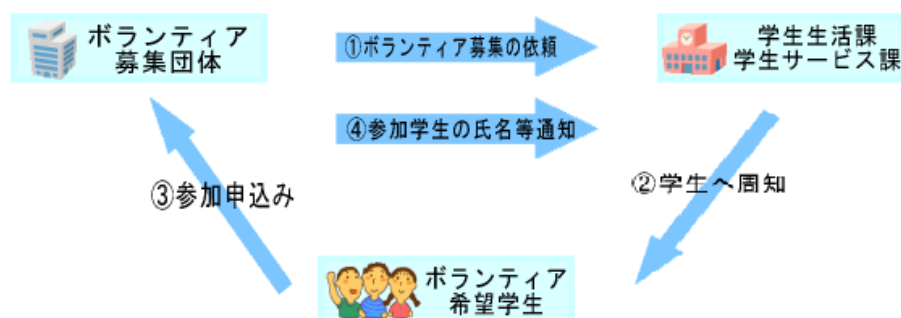 ボランティア
募集団体
①ボランティア募集の依頼
学生生活課
学生サービス課
④参加学生の氏名等通知
③参加申込み
②学生へ周知
ボランティア
希望学生